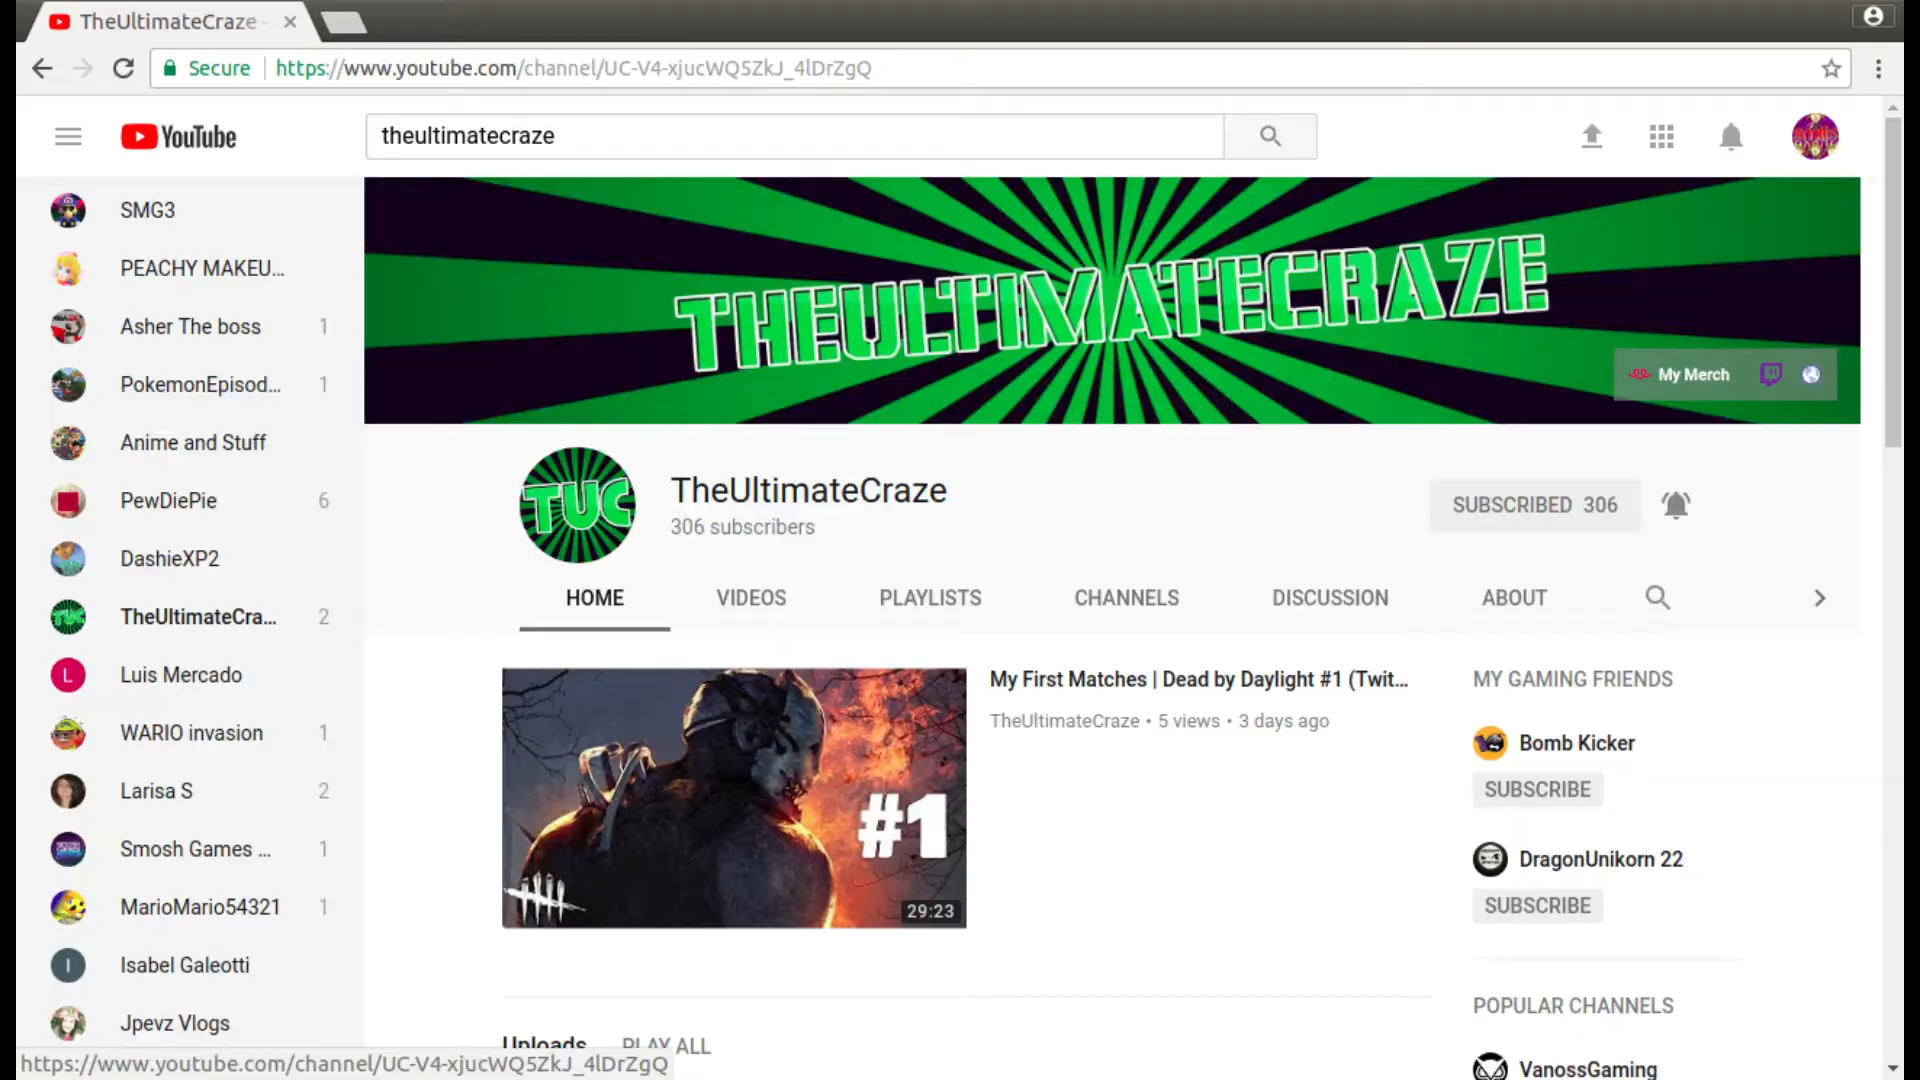 TheUltimateCraze -
Secure https://www.youtube.com/channel/UC-V4-xjucWQ5ZkJ_4lDrZgQ
YouTube
theultimatecraze
SMG3
PEACHY MAKEU...
Asher The boss 1
PokemonEpisod... 1
Anime and Stuff
PewDiePie 6
DashieXP2
TheUltimateCra... 2
L Luis Mercado
WARIO invasion 1
Larisa S 2
Smosh Games ... 1
MarioMario54321 1
I Isabel Galeotti
Jpevz Vlogs
https://www.youtube.com/channel/UC-V4-xjucWQ5ZkJ_4lDrZgQ
THEULTIMATECRAZE
My Merch
TUC
TheUltimateCraze
306 subscribers
SUBSCRIBED 306
HOME VIDEOS PLAYLISTS CHANNELS DISCUSSION ABOUT
#1
29:23
My First Matches | Dead by Daylight #1 (Twit...
TheUltimateCraze • 5 views • 3 days ago
Uploads PLAY ALL
MY GAMING FRIENDS
Bomb Kicker
SUBSCRIBE
DragonUnikorn 22
SUBSCRIBE
POPULAR CHANNELS
VanossGaming